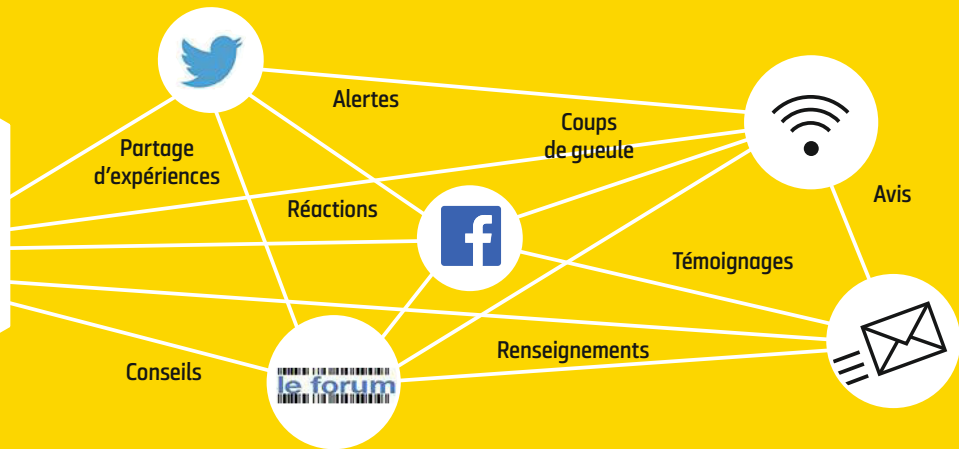 Alertes
Coups
de gueule
Partage
d'expériences
Avis
Réactions
f
Témoignages
Renseignements
Conseils
le forum